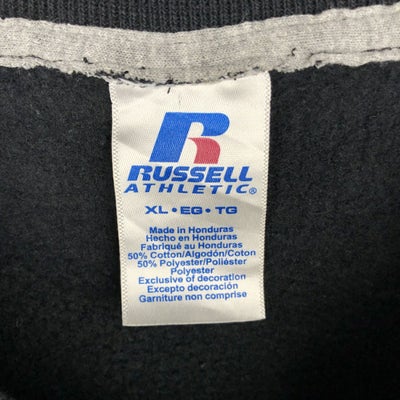 RUSSELL
ATHLETIC®
XL • EG • TG
Made in Honduras
Hecho en Honduras
Fabriqué au Honduras
50% Cotton/Algodón/Coton
50% Polyester/Poliéster
Polyester
Exclusive of decoration
Excepto decoración
Garniture non comprise